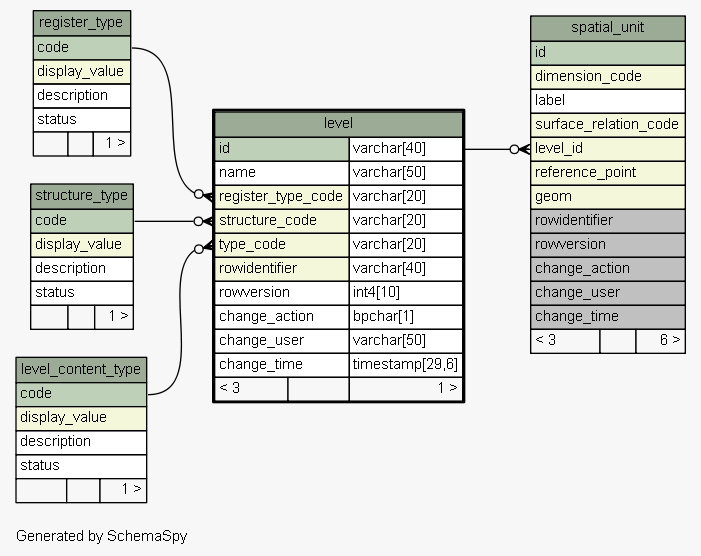 register_type
code
display_value
description
status
1 >
structure_type
code
display_value
description
status
1 >
level_content_type
code
display_value
description
status
1 >
level
id varchar[40]
name varchar[50]
register_type_code varchar[20]
structure_code varchar[20]
type_code varchar[20]
rowidentifier varchar[40]
rowversion int4[10]
change_action bpchar[1]
change_user varchar[50]
change_time timestamp[29,6]
< 3 1 >
spatial_unit
id
dimension_code
label
surface_relation_code
level_id
reference_point
geom
rowidentifier
rowversion
change_action
change_user
change_time
< 3 6 >
Generated by SchemaSpy